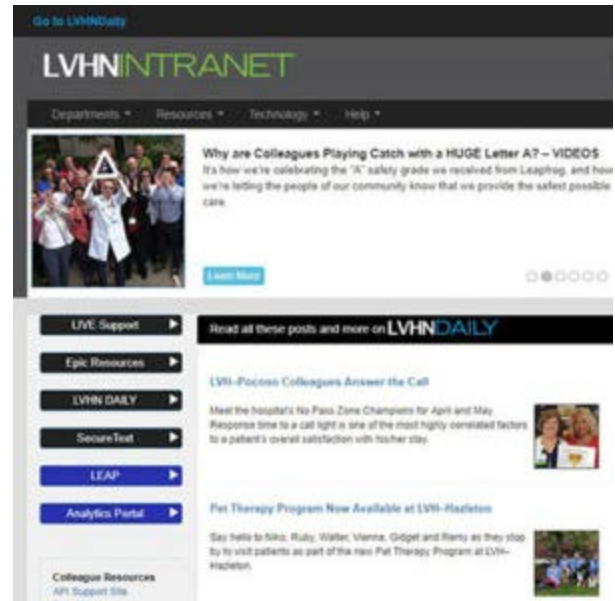 Go to LVHNDaily
LVHNINTRANET
Departments Resources Technology Help
Why are Colleagues Playing Catch with a HUGE Letter A? – VIDEOS
It's how we're celebrating the "A" safety grade we received from Leapfrog, and how
we're letting the people of our community know that we provide the safest possible
care.
Learn More
LIVE Support
Epic Resources
LVHN DAILY
SecureText
LEAP
Analytics Portal
Colleague Resources
API Support Site
Read all these posts and more on LVHNDAILY
LVH–Pocono Colleagues Answer the Call
Meet the hospital's No Pass Zone Champions for April and May.
Response time to a call light is one of the most highly correlated factors
to a patient's overall satisfaction with his/her stay.
Pet Therapy Program Now Available at LVH–Hazleton
Say hello to Niko, Ruby, Walter, Vienna, Gidget and Remy as they stop
by to visit patients as part of the new Pet Therapy Program at LVH–
Hazleton.